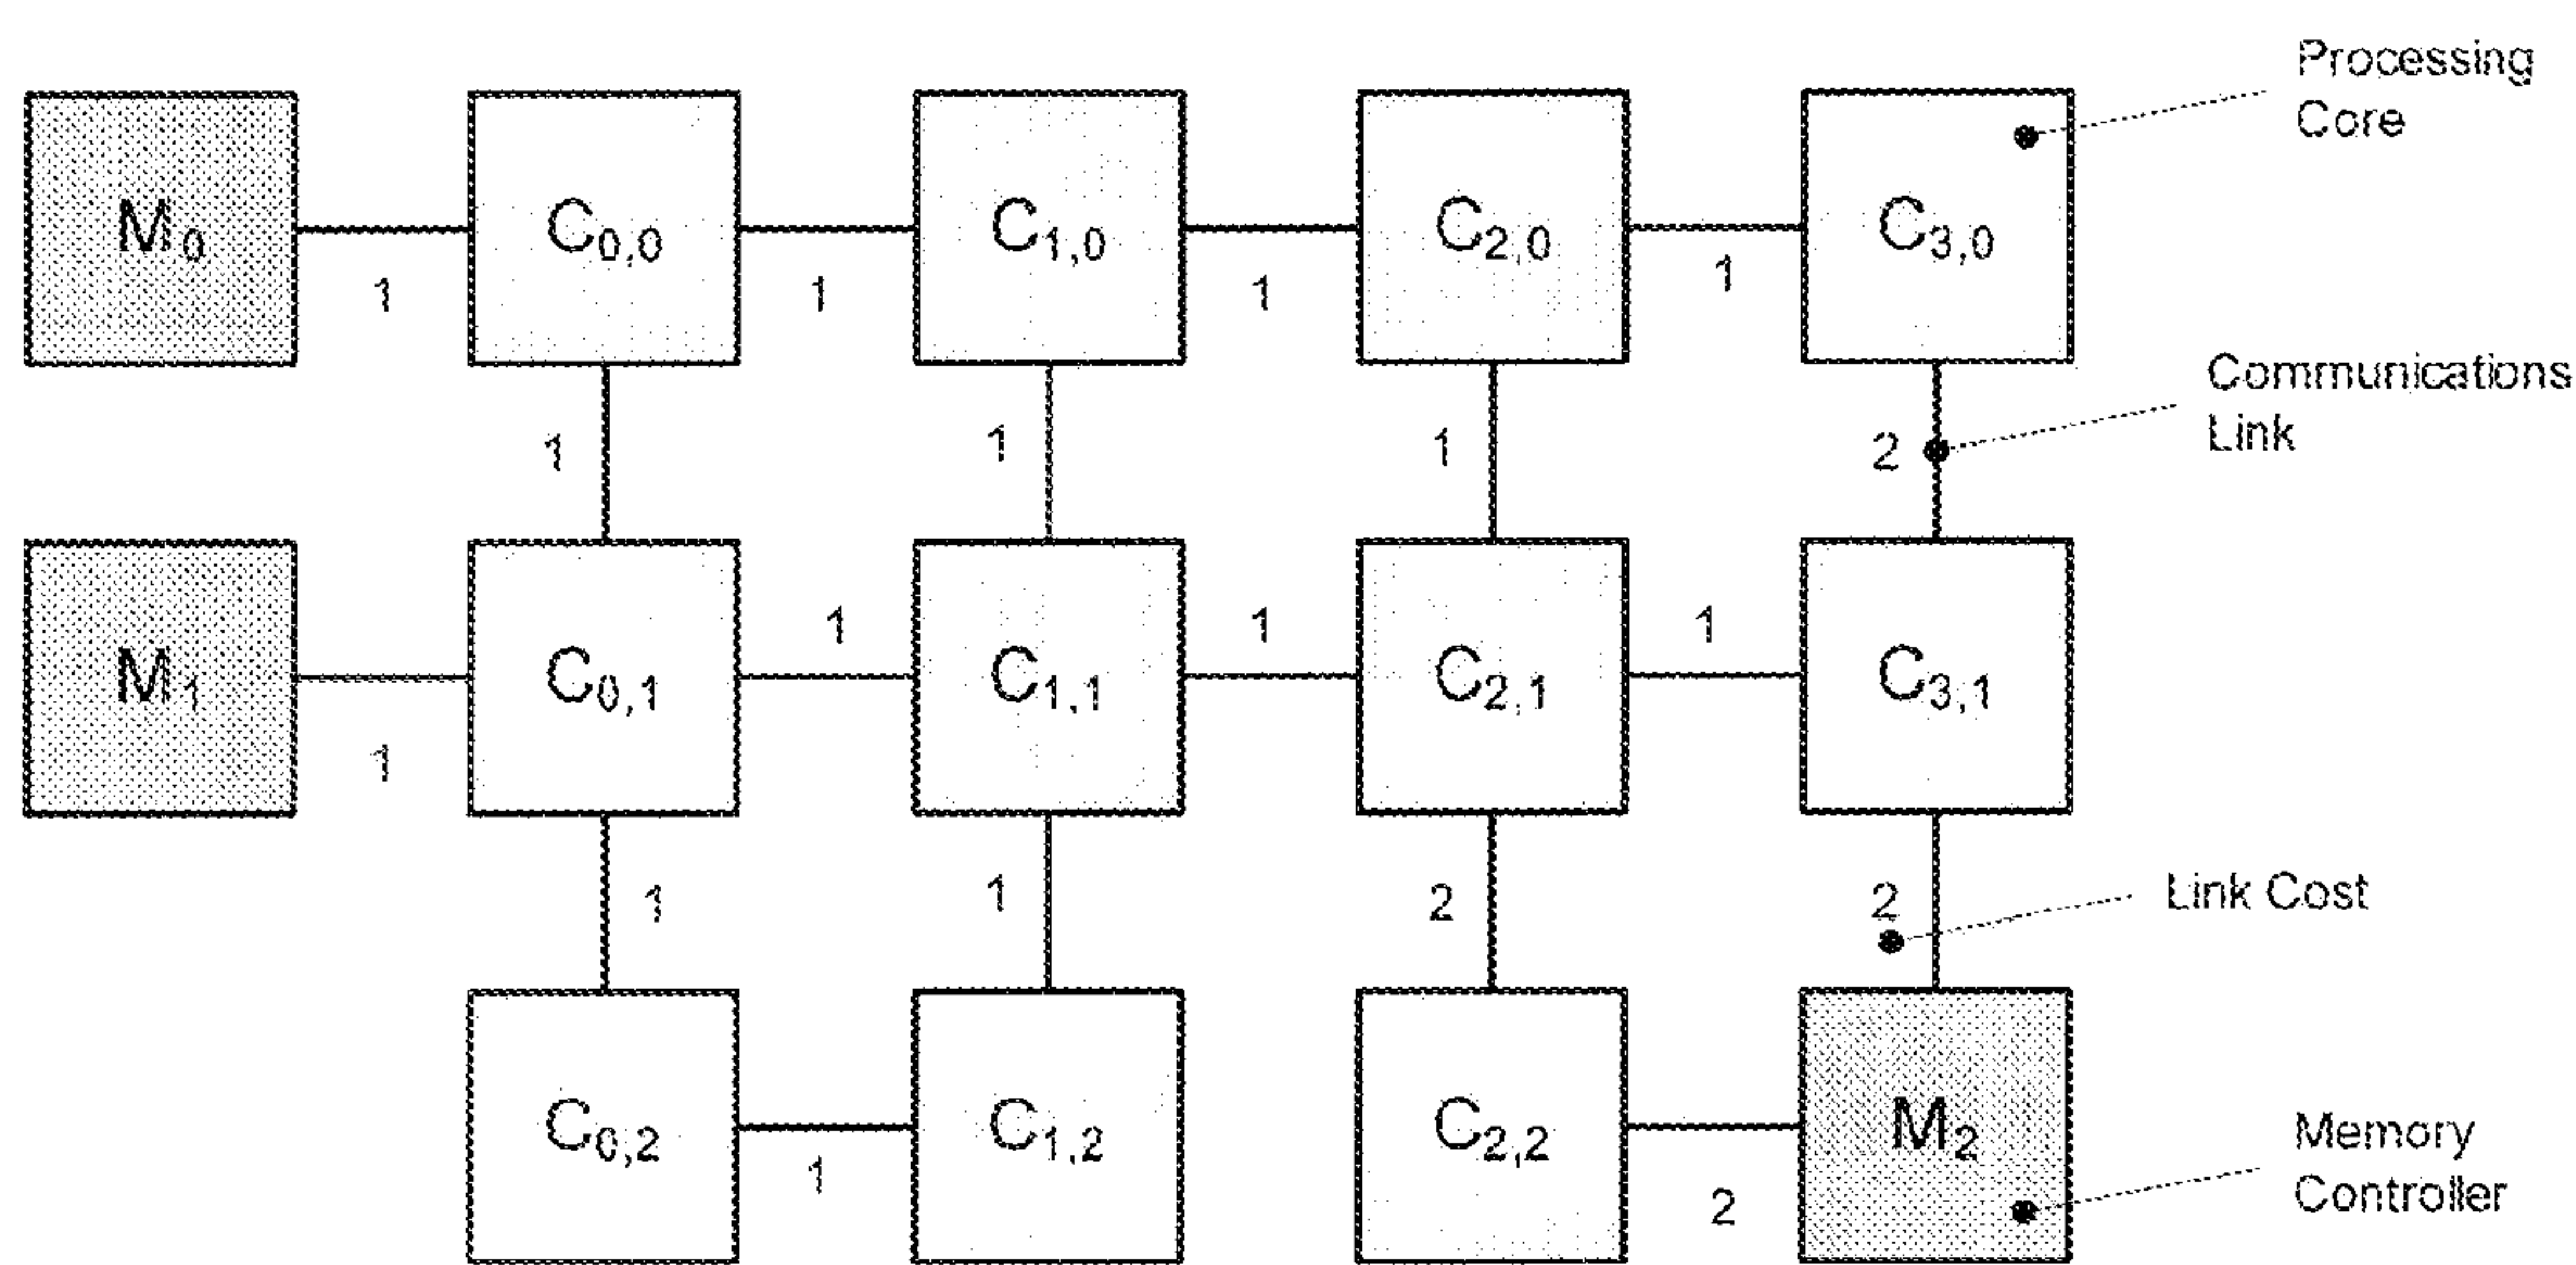 Processing
Core
M0 C0,0 C1,0 C2,0 C3,0
1 1 1 1
Communications
Link
1 1 1 2
M1 C0,1 C1,1 C2,1 C3,1
1 1 1
1
1 1 2 2
Link Cost
M2
C0,2 C1,2 C2,2
Memory
Controller
1 2